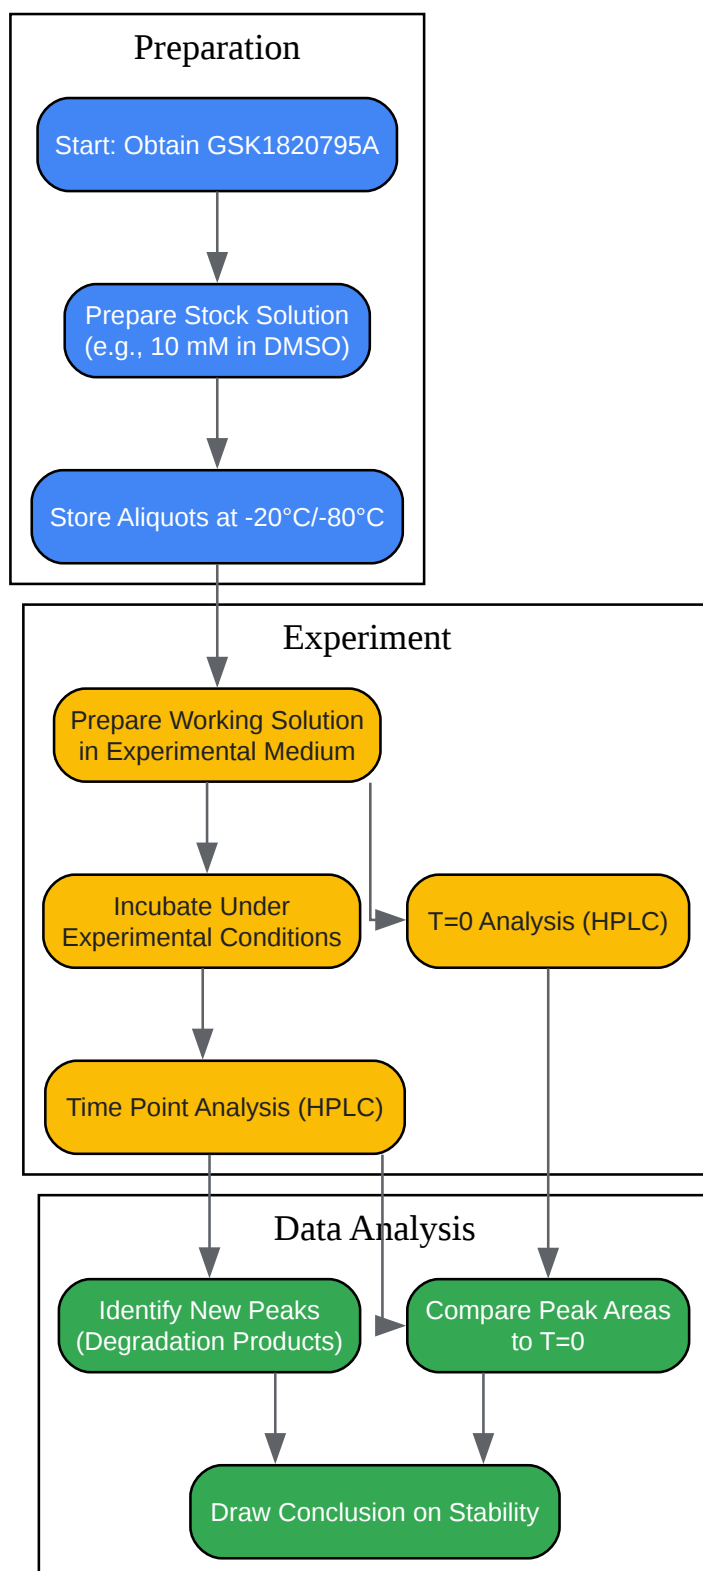 Preparation
Start: Obtain GSK1820795A
Prepare Stock Solution
(e.g., 10 mM in DMSO)
Store Aliquots at -20°C/-80°C
Experiment
Prepare Working Solution
in Experimental Medium
Incubate Under
Experimental Conditions
T=0 Analysis (HPLC)
Time Point Analysis (HPLC)
Data Analysis
Identify New Peaks
(Degradation Products)
Compare Peak Areas
to T=0
Draw Conclusion on Stability